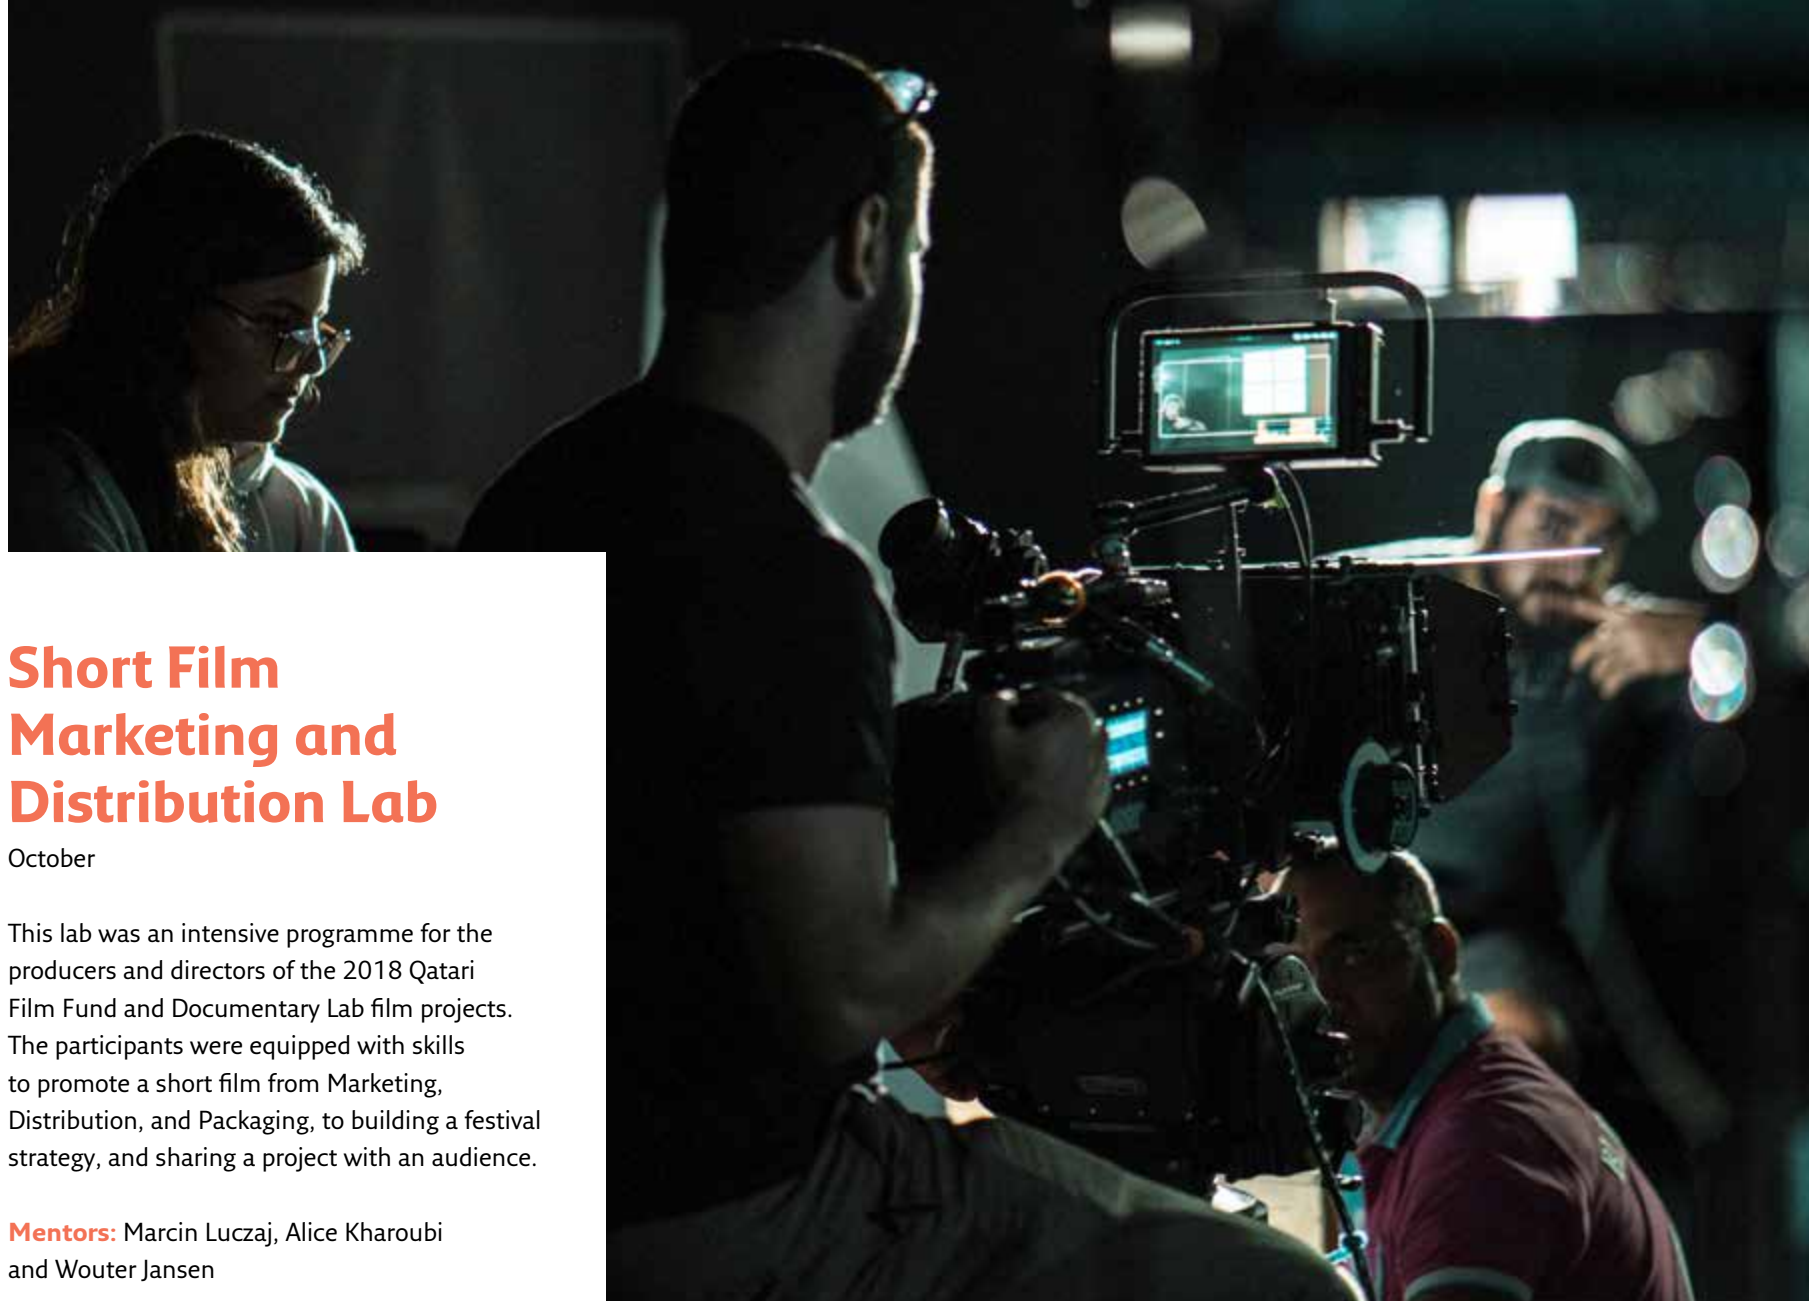 Short Film
Marketing and
Distribution Lab
October
This lab was an intensive programme for the
producers and directors of the 2018 Qatari
Film Fund and Documentary Lab film projects.
The participants were equipped with skills
to promote a short film from Marketing,
Distribution, and Packaging, to building a festival
strategy, and sharing a project with an audience.
Mentors: Marcin Luczaj, Alice Kharoubi
and Wouter Jansen